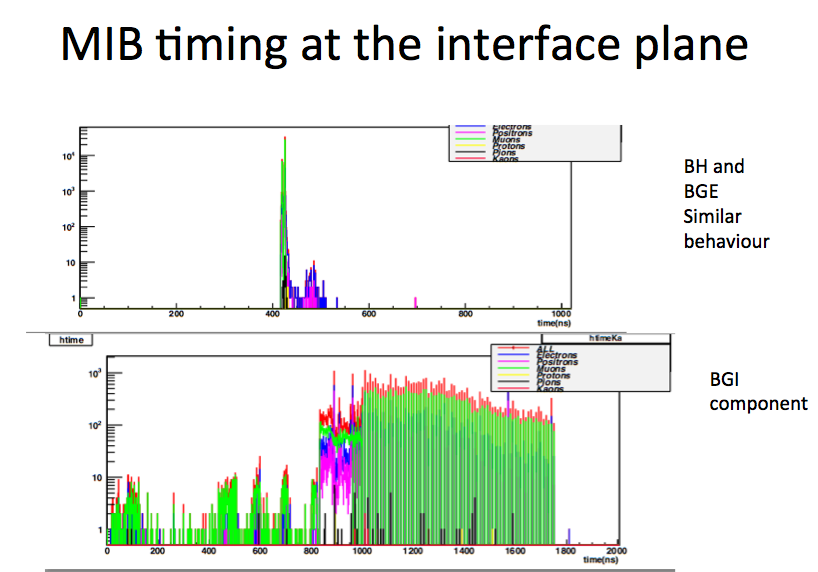 MIB timing at the interface plane
Electrons
Positrons
Muons
Protons
Pions
Kaons
10⁴
10³
10²
10
1
0 200 400 600 800 1000
time(ns)
BH and
BGE
Similar
behaviour
htime
htimeKa
ALL
Electrons
Positrons
Muons
Protons
Pions
Kaons
10³
10²
10
1
0 200 400 600 800 1000 1200 1400 1600 1800 2000
time(ns)
BGI
component